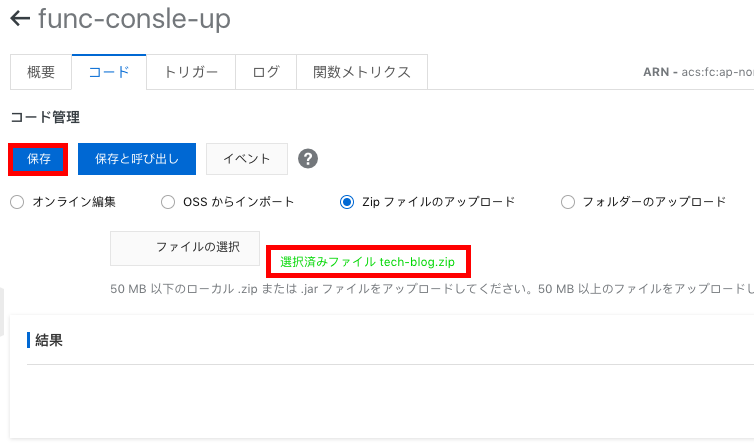 ← func-consle-up
概要 コード トリガー ログ 関数メトリクス ARN - acs:fc:ap-no
コード管理
保存 保存と呼び出し イベント ?
オンライン編集 OSS からインポート Zip ファイルのアップロード フォルダーのアップロード
ファイルの選択 選択済みファイル tech-blog.zip
50 MB 以下のローカル .zip または .jar ファイルをアップロードしてください。50 MB 以上のファイルをアップロードし
結果